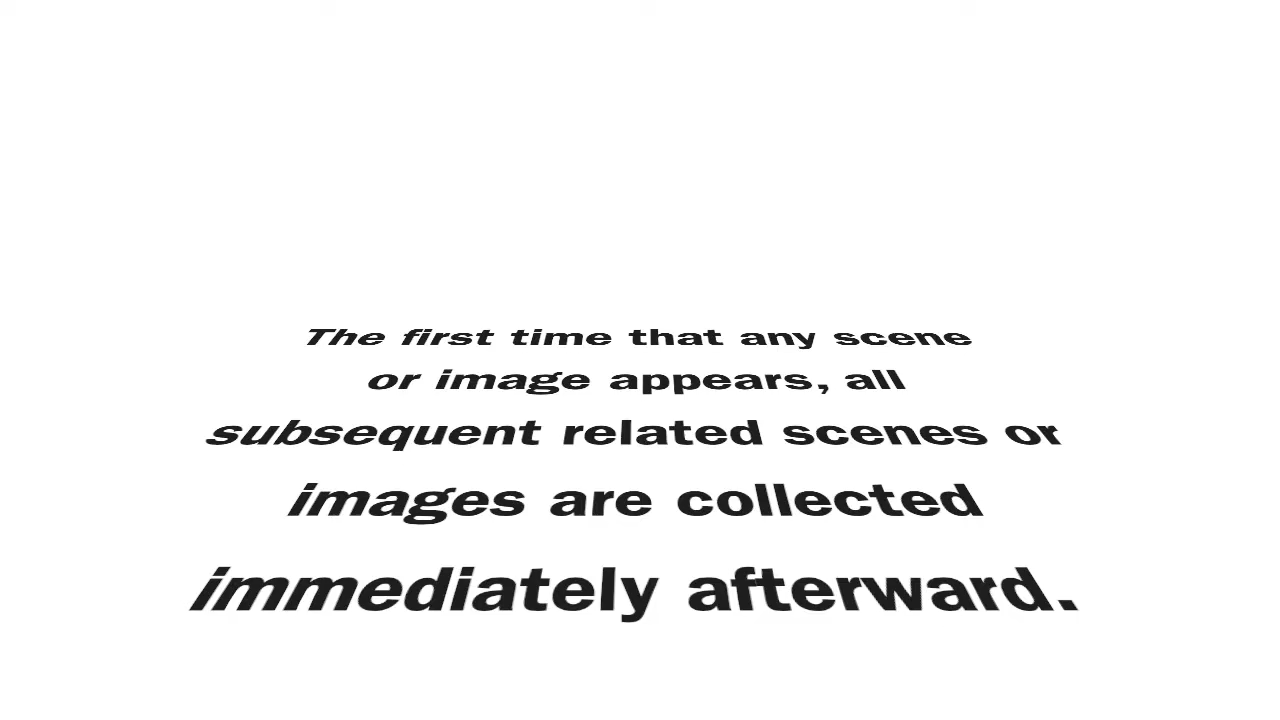 The first time that any scene
or image appears, all
subsequent related scenes or
images are collected
immediately afterward.